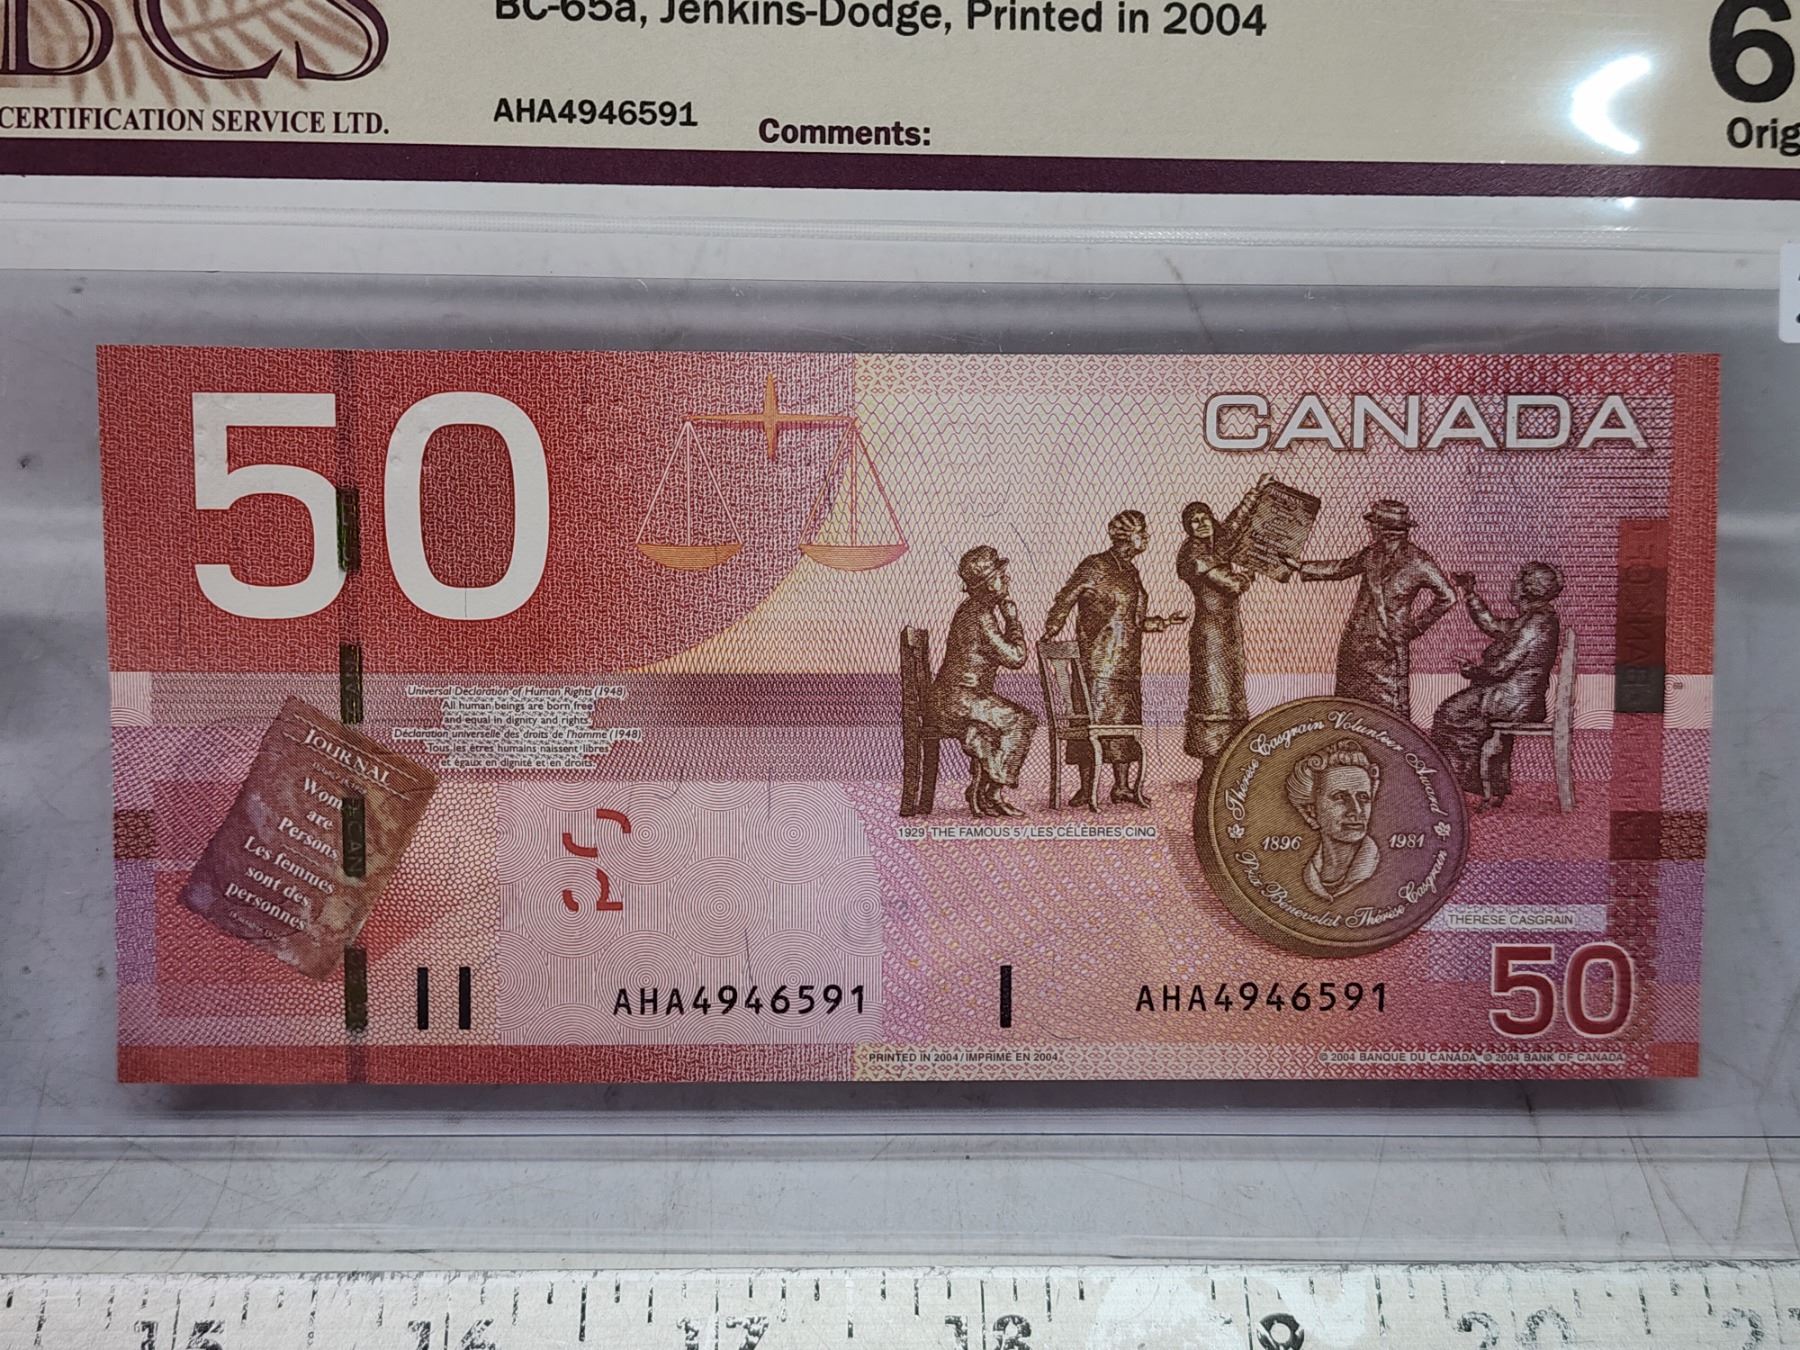 BC-65a, Jenkins-Dodge, Printed in 2004
BCS
CERTIFICATION SERVICE LTD.
AHA4946591
Comments:
6
Orig
50
CANADA
Universal Declaration of Human Rights (1948)
All human beings are born free
and equal in dignity and rights.
Déclaration universelle des droits de l'homme (1948)
Tous les êtres humains naissent libres
et égaux en dignité et en droits.
JOURNAL
Women
are
Persons
Les femmes
sont des
personnes
CAN
1929 THE FAMOUS 5 / LES CÉLÈBRES CINQ
Thérèse Casgrain Volunteer Award
1896 1981
Prix Bénévolat Thérèse Casgrain
THÉRÈSE CASGRAIN
AHA4946591
AHA4946591
50
PRINTED IN 2004 / IMPRIMÉ EN 2004
© 2004 BANQUE DU CANADA © 2004 BANK OF CANADA
15 16 17 18 19 20 21